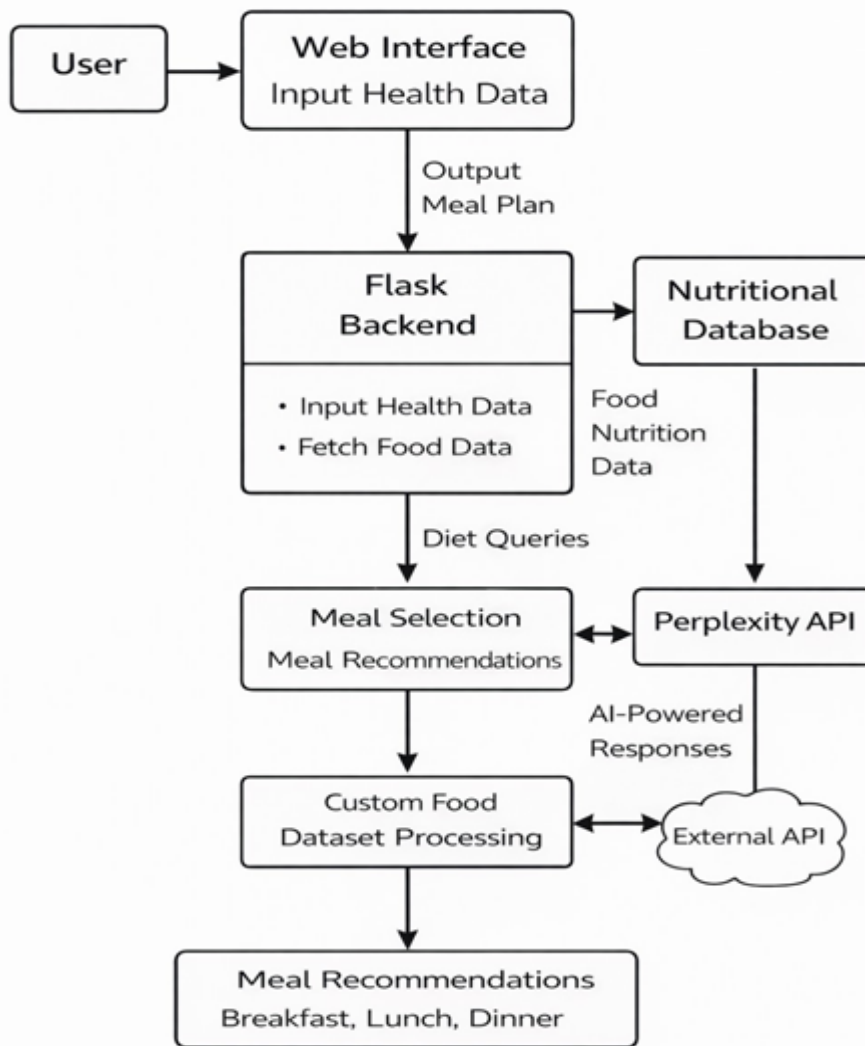 User
Web Interface
Input Health Data
Output
Meal Plan
Flask
Backend
• Input Health Data
• Fetch Food Data
Nutritional
Database
Food
Nutrition
Data
Diet Queries
Meal Selection
Meal Recommendations
Perplexity API
AI-Powered
Responses
Custom Food
Dataset Processing
External API
Meal Recommendations
Breakfast, Lunch, Dinner